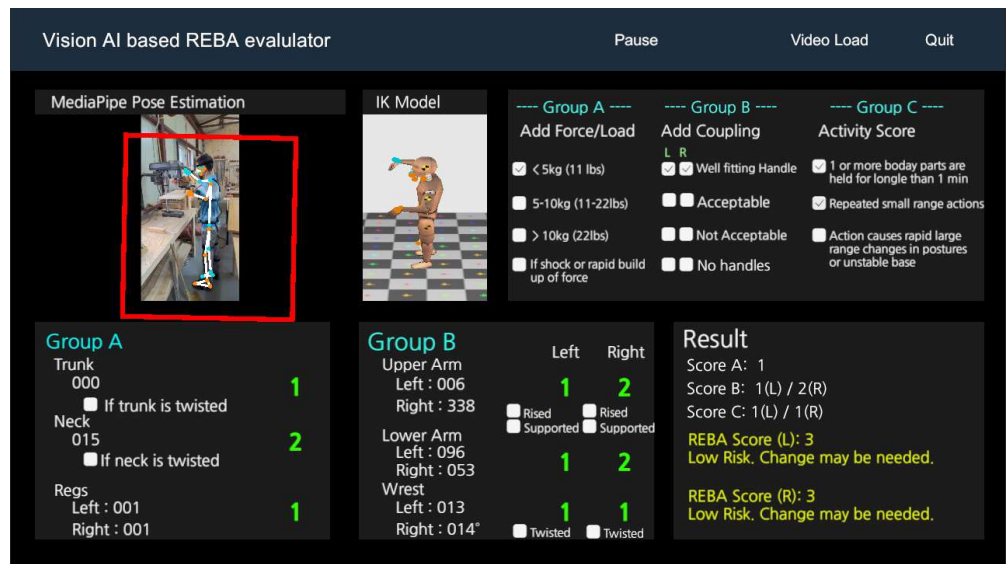 Vision AI based REBA evalulator
Pause
Video Load
Quit
MediaPipe Pose Estimation
IK Model
---- Group A ----
Add Force/Load
< 5kg (11 lbs)
5-10kg (11-22lbs)
> 10kg (22lbs)
If shock or rapid build
up of force
---- Group B ----
Add Coupling
L R
Well fitting Handle
Acceptable
Not Acceptable
No handles
---- Group C ----
Activity Score
1 or more boday parts are
held for longle than 1 min
Repeated small range actions
Action causes rapid large
range changes in postures
or unstable base
Group A
Trunk
000 1
If trunk is twisted
Neck
015 2
If neck is twisted
Regs
Left : 001 1
Right : 001
Group B Left Right
Upper Arm
Left : 006 1 2
Right : 338
Rised Rised
Supported Supported
Lower Arm
Left : 096 1 2
Right : 053
Wrest
Left : 013 1 1
Right : 014°
Twisted Twisted
Result
Score A: 1
Score B: 1(L) / 2(R)
Score C: 1(L) / 1(R)
REBA Score (L): 3
Low Risk. Change may be needed.
REBA Score (R): 3
Low Risk. Change may be needed.